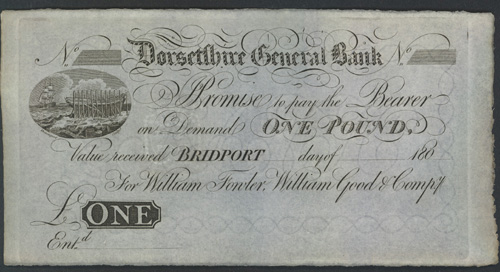 No Dorsetshire General Bank No
I Promise to pay the Bearer
on Demand ONE POUND,
Value received BRIDPORT day of 180
For William Fowler, William Good & Compy
£ ONE
Entd